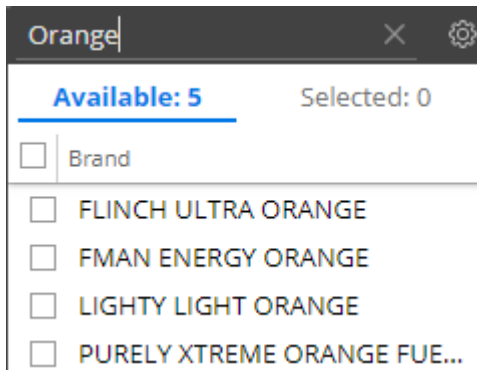 Orange
Available: 5 Selected: 0
Brand
FLINCH ULTRA ORANGE
FMAN ENERGY ORANGE
LIGHTY LIGHT ORANGE
PURELY XTREME ORANGE FUE...